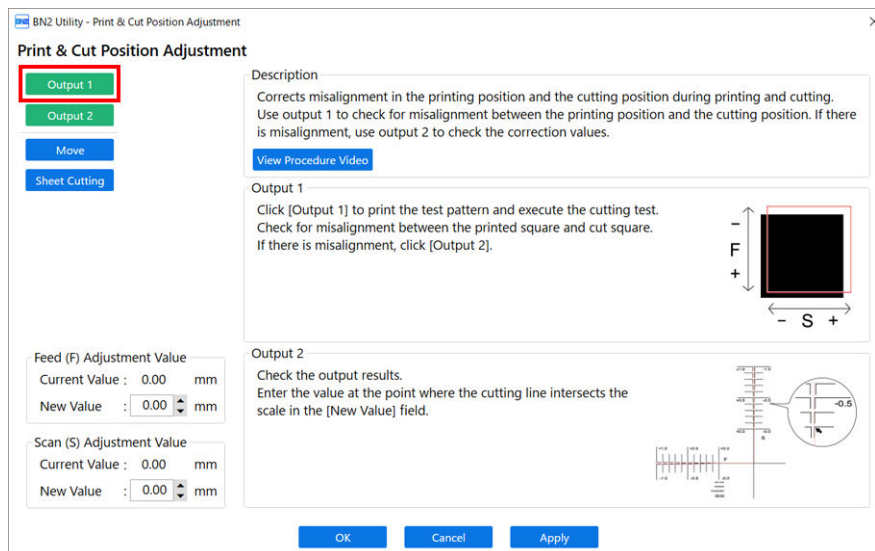 BN2 Utility - Print & Cut Position Adjustment
Print & Cut Position Adjustment
Output 1
Output 2
Move
Sheet Cutting
Description
Corrects misalignment in the printing position and the cutting position during printing and cutting.
Use output 1 to check for misalignment between the printing position and the cutting position. If there
is misalignment, use output 2 to check the correction values.
View Procedure Video
Output 1
Click [Output 1] to print the test pattern and execute the cutting test.
Check for misalignment between the printed square and cut square.
If there is misalignment, click [Output 2].
-
F
+
- S +
Feed (F) Adjustment Value
Current Value : 0.00 mm
New Value : 0.00 mm
Scan (S) Adjustment Value
Current Value : 0.00 mm
New Value : 0.00 mm
Output 2
Check the output results.
Enter the value at the point where the cutting line intersects the
scale in the [New Value] field.
-0.5
S
F
OK
Cancel
Apply